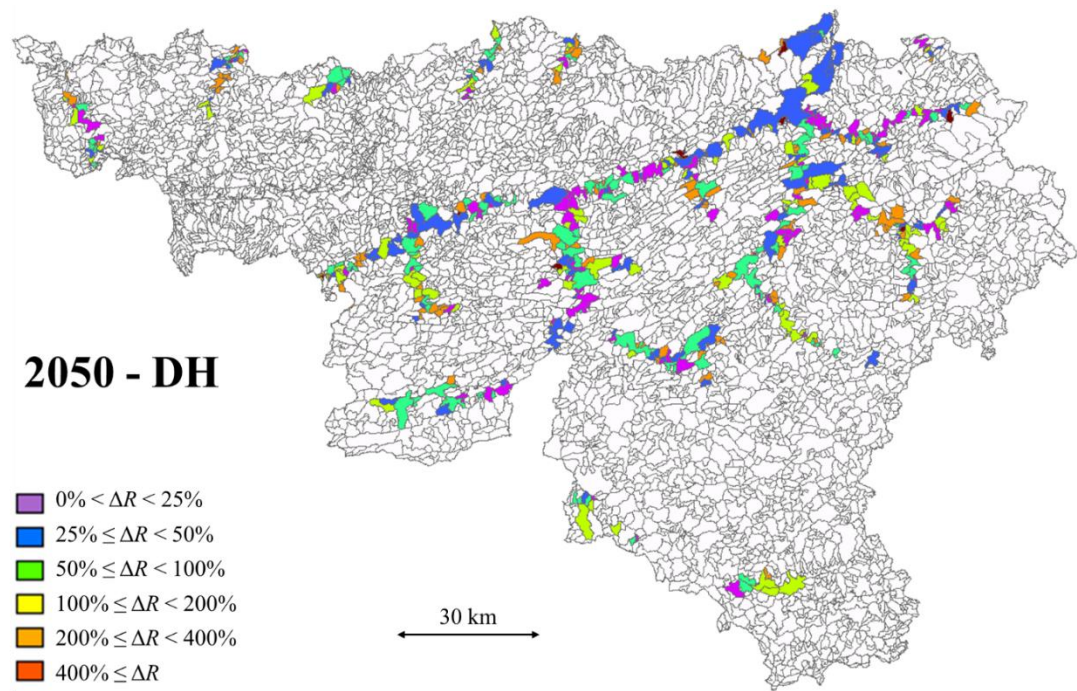 2050 - DH
0% < ΔR < 25%
25% ≤ ΔR < 50%
50% ≤ ΔR < 100%
100% ≤ ΔR < 200%
200% ≤ ΔR < 400%
400% ≤ ΔR
30 km